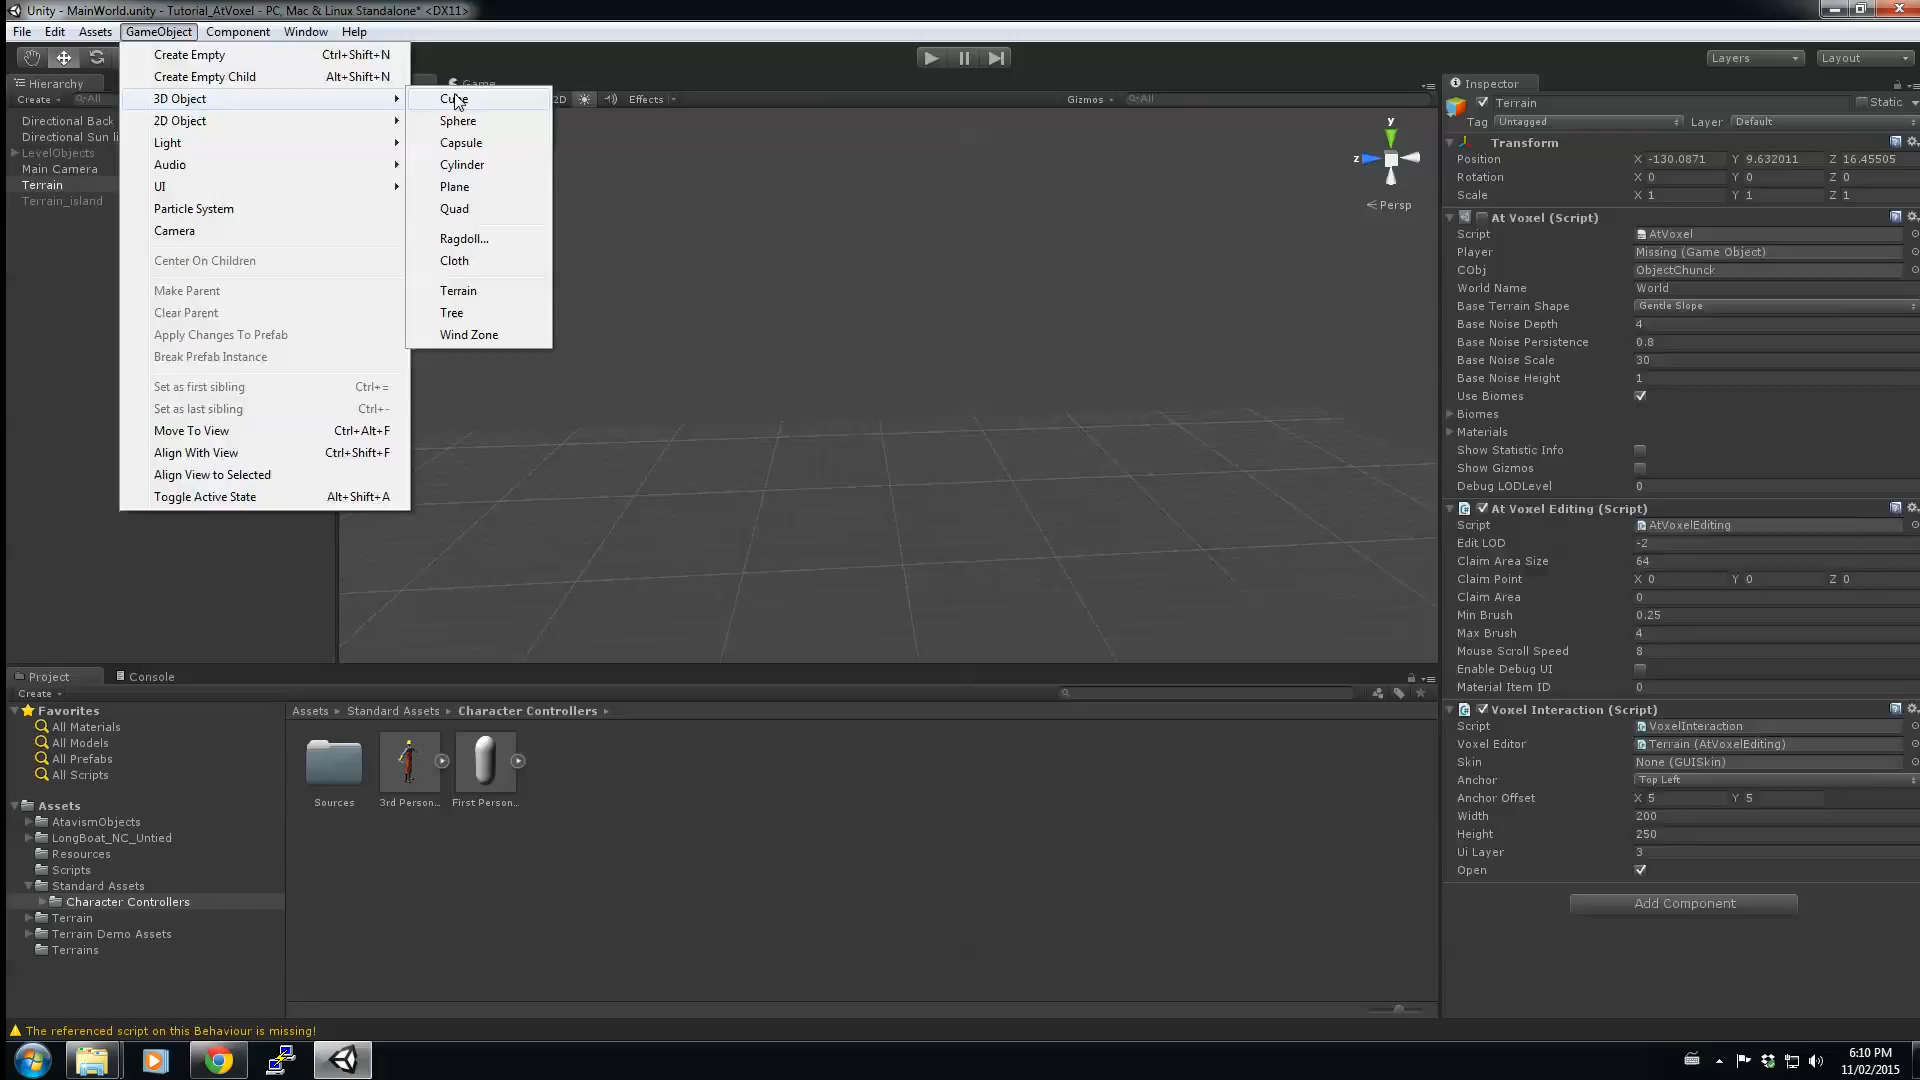 Unity - MainWorld.unity - Tutorial_AtVoxel - PC, Mac & Linux Standalone* <DX11>
File Edit Assets GameObject Component Window Help
Layers Layout
Hierarchy
Create All
Directional Back
Directional Sun li
LevelObjects
Main Camera
Terrain
Terrain_island
Create Empty Ctrl+Shift+N
Create Empty Child Alt+Shift+N
3D Object
2D Object
Light
Audio
UI
Particle System
Camera
Center On Children
Make Parent
Clear Parent
Apply Changes To Prefab
Break Prefab Instance
Set as first sibling Ctrl+=
Set as last sibling Ctrl+-
Move To View Ctrl+Alt+F
Align With View Ctrl+Shift+F
Align View to Selected
Toggle Active State Alt+Shift+A
Cube
Sphere
Capsule
Cylinder
Plane
Quad
Ragdoll...
Cloth
Terrain
Tree
Wind Zone
Game
2D Effects Gizmos All
y
z
Persp
Inspector
Terrain Static
Tag Untagged Layer Default
Transform
Position X -130.0871 Y 9.632011 Z 16.45505
Rotation X 0 Y 0 Z 0
Scale X 1 Y 1 Z 1
At Voxel (Script)
Script AtVoxel
Player Missing (Game Object)
CObj ObjectChunck
World Name World
Base Terrain Shape Gentle Slope
Base Noise Depth 4
Base Noise Persistence 0.8
Base Noise Scale 30
Base Noise Height 1
Use Biomes
Biomes
Materials
Show Statistic Info
Show Gizmos
Debug LODLevel 0
At Voxel Editing (Script)
Script AtVoxelEditing
Edit LOD -2
Claim Area Size 64
Claim Point X 0 Y 0 Z 0
Claim Area 0
Min Brush 0.25
Max Brush 4
Mouse Scroll Speed 8
Enable Debug UI
Material Item ID 0
Voxel Interaction (Script)
Script VoxelInteraction
Voxel Editor Terrain (AtVoxelEditing)
Skin None (GUISkin)
Anchor Top Left
Anchor Offset X 5 Y 5
Width 200
Height 250
Ui Layer 3
Open
Add Component
Project Console
Create
Favorites
All Materials
All Models
All Prefabs
All Scripts
Assets
AtavismObjects
LongBoat_NC_Untied
Resources
Scripts
Standard Assets
Character Controllers
Terrain
Terrain Demo Assets
Terrains
Assets Standard Assets Character Controllers
Sources 3rd Person... First Person...
The referenced script on this Behaviour is missing!
6:10 PM
11/02/2015